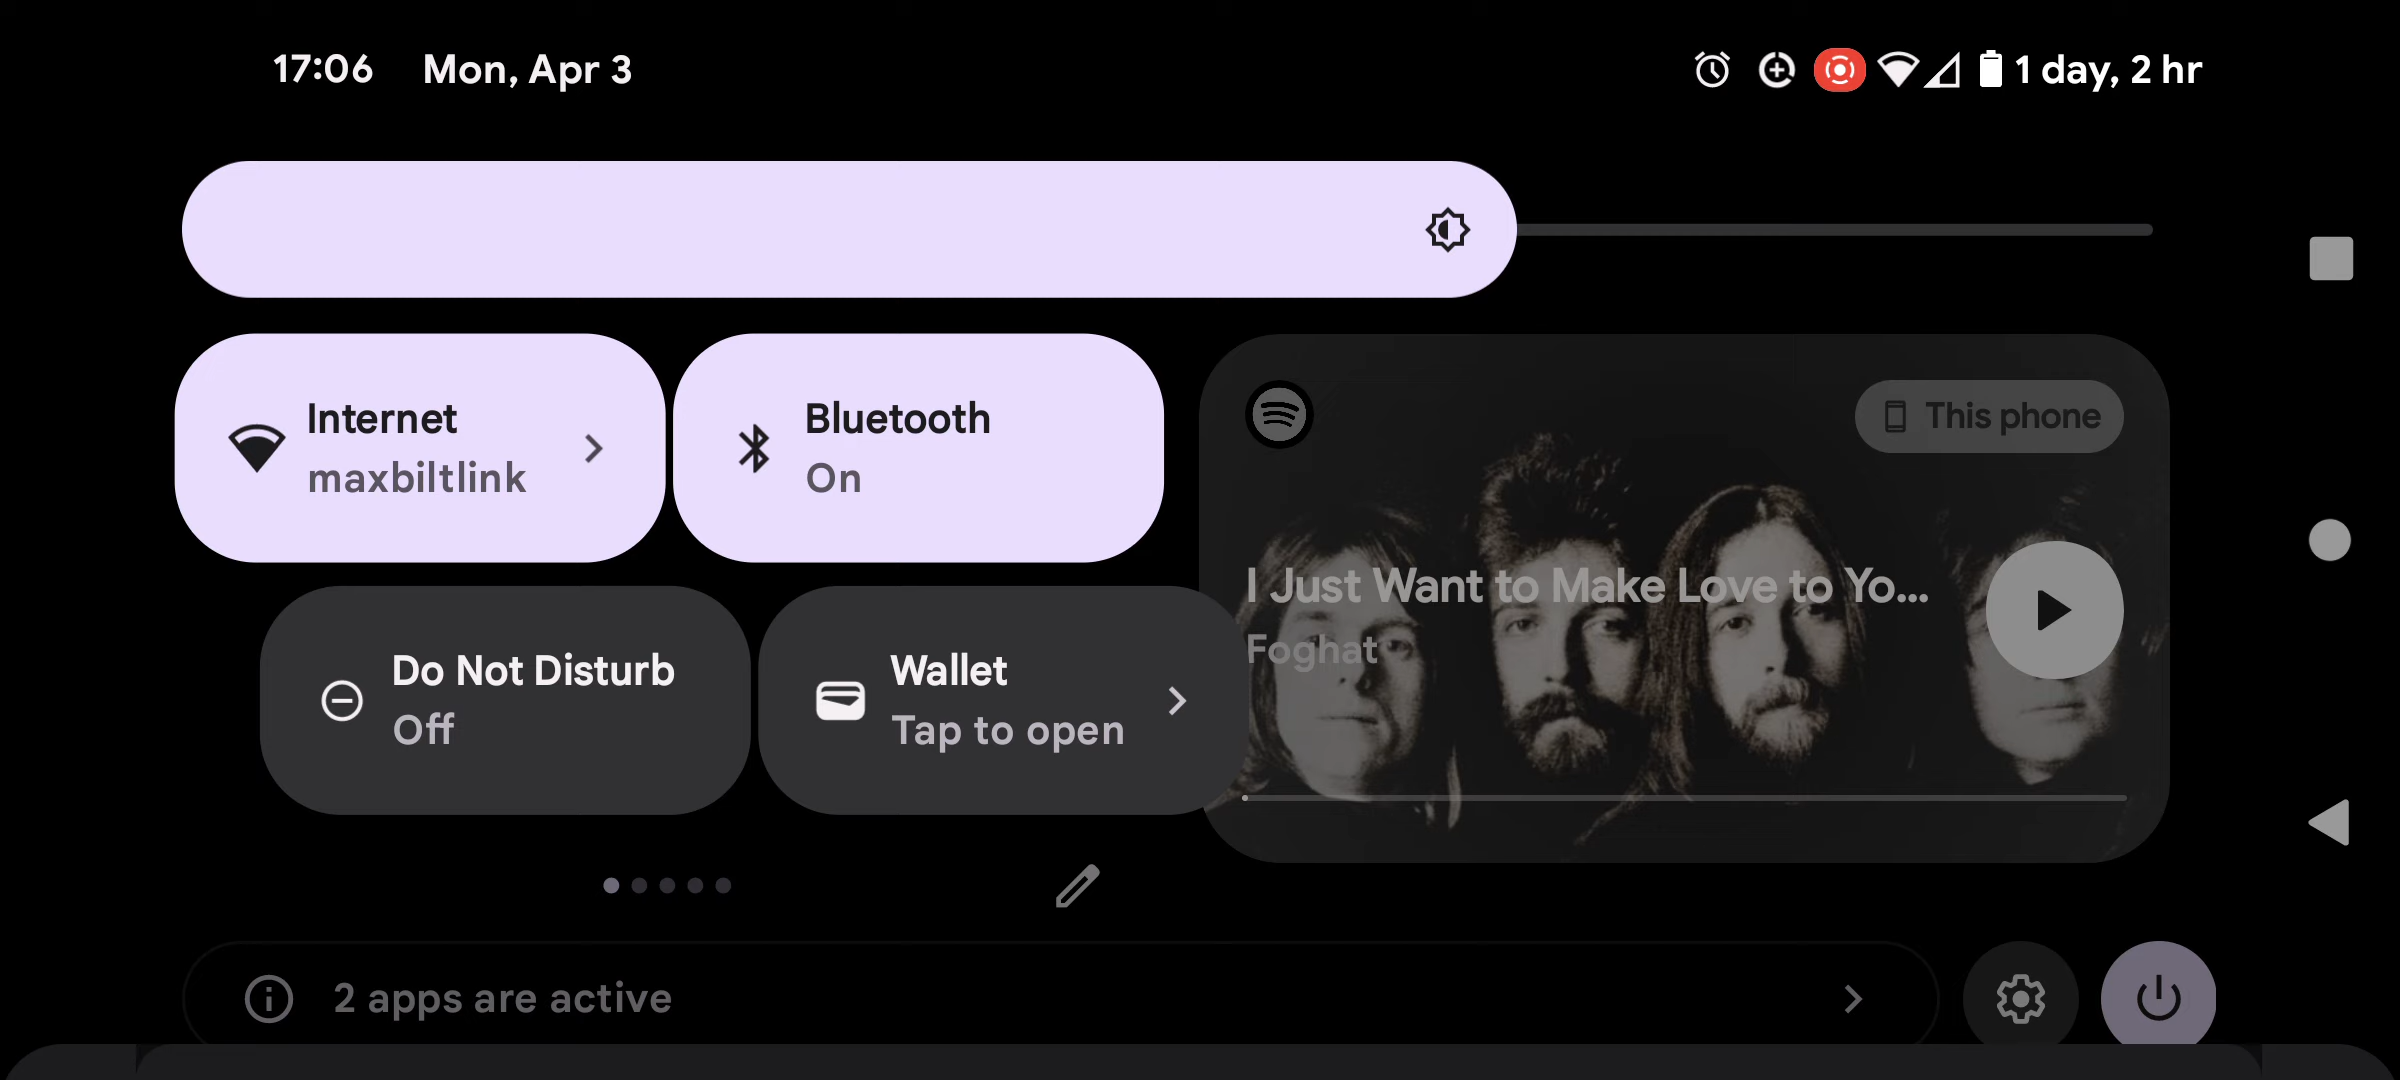 17:06 Mon, Apr 3 1 day, 2 hr
Internet
maxbiltlink
Bluetooth
On
This phone
I Just Want to Make Love to Yo...
Foghat
Do Not Disturb
Off
Wallet
Tap to open
2 apps are active